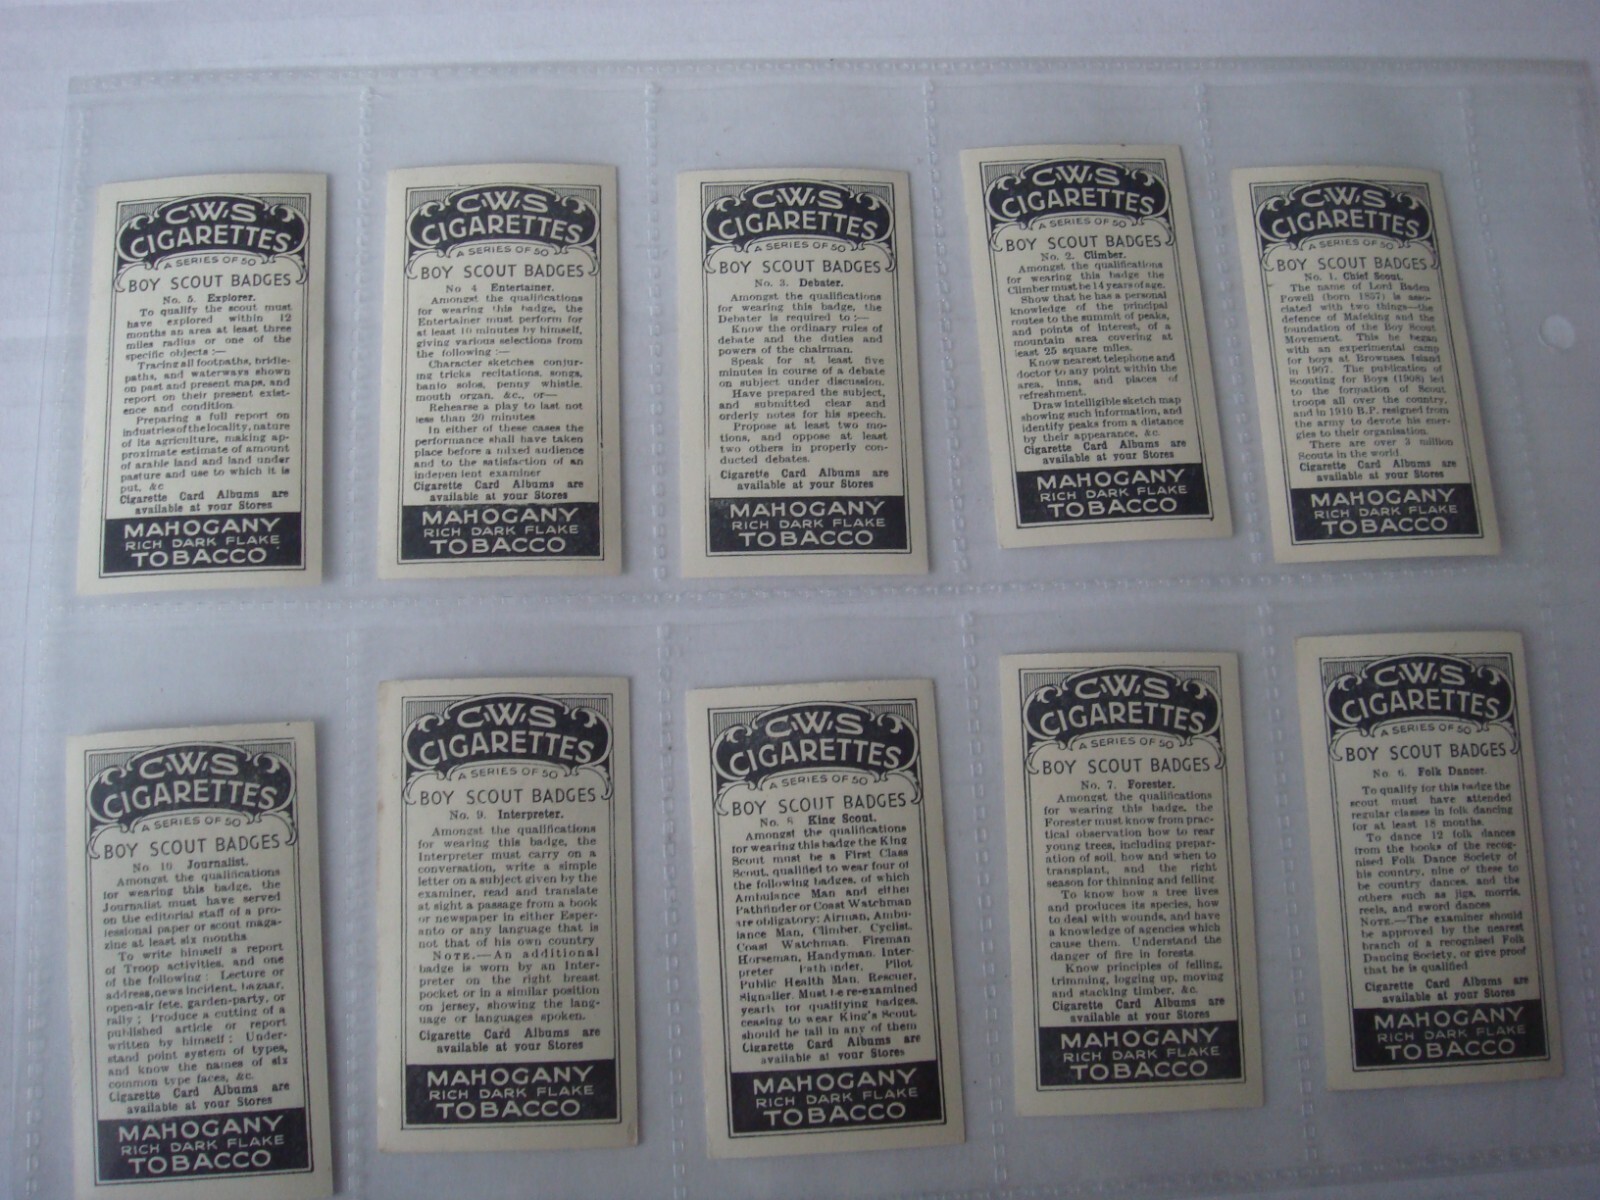 C.W.S
CIGARETTES
A SERIES OF 50
BOY SCOUT BADGES
No. 5. Explorer.
To qualify the scout must
have explored within 12
months an area at least three
miles radius or one of the
specific objects :—
Tracing all footpaths, bridle-
paths, and waterways shown
on past and present maps, and
report on their present exist-
ence and condition.
Preparing a full report on
industries of the locality, nature
of its agriculture, making ap-
proximate estimate of amount
of arable land and land under
pasture and use to which it is
put, &c
Cigarette Card Albums are
available at your Stores
MAHOGANY
RICH DARK FLAKE
TOBACCO
C.W.S
CIGARETTES
A SERIES OF 50
BOY SCOUT BADGES
No 4 Entertainer.
Amongst the qualifications
for wearing this badge, the
Entertainer must perform for
at least 10 minutes by himself,
giving various selections from
the following :—
Character sketches conjur-
ing tricks recitations, songs,
banjo solos, penny whistle,
mouth organ, &c., or—
Rehearse a play to last not
less than 20 minutes
In either of these cases the
performance shall have taken
place before a mixed audience
and to the satisfaction of an
indepen lent examiner
Cigarette Card Albums are
available at your Stores
MAHOGANY
RICH DARK FLAKE
TOBACCO
C.W.S
CIGARETTES
A SERIES OF 50
BOY SCOUT BADGES
No. 3. Debater.
Amongst the qualifications
for wearing this badge, the
Debater is required to :—
Know the ordinary rules of
debate and the duties and
powers of the chairman.
Speak for at least five
minutes in course of a debate
on subject under discussion.
Have prepared the subject,
and submitted clear and
orderly notes for his speech.
Propose at least two mo-
tions, and oppose at least
two others in properly con-
ducted debates.
Cigarette Card Albums are
available at your Stores
MAHOGANY
RICH DARK FLAKE
TOBACCO
C.W.S
CIGARETTES
A SERIES OF 50
BOY SCOUT BADGES
No. 2. Climber.
Amongst the qualifications
for wearing this badge the
Climber must be 14 years of age.
Show that he has a personal
knowledge of the principal
routes to the summit of peaks,
and points of interest, of a
mountain area covering at
least 25 square miles.
Know nearest telephone and
doctor to any point within the
area, inns, and places of
refreshment.
Draw intelligible sketch map
showing such information, and
identify peaks from a distance
by their appearance, &c.
Cigarette Card Albums are
available at your Stores
MAHOGANY
RICH DARK FLAKE
TOBACCO
C.W.S
CIGARETTES
A SERIES OF 50
BOY SCOUT BADGES
No. 1. Chief Scout.
The name of Lord Baden
Powell (born 1857) is asso-
ciated with two things—the
defence of Mafeking and the
foundation of the Boy Scout
Movement. This he began
with an experimental camp
for boys at Brownsea Island
in 1907. The publication of
Scouting for Boys (1908) led
to the formation of Scout
troops all over the country,
and in 1910 B.P. resigned from
the army to devote his ener-
gies to their organisation.
There are over 3 million
Scouts in the world.
Cigarette Card Albums are
available at your Stores
MAHOGANY
RICH DARK FLAKE
TOBACCO
C.W.S
CIGARETTES
A SERIES OF 50
BOY SCOUT BADGES
No 10 Journalist.
Amongst the qualifications
for wearing this badge, the
Journalist must have served
on the editorial staff of a pro-
fessional paper or scout maga-
zine at least six months
To write himself a report
of Troop activities, and one
of the following: Lecture or
address, news incident, bazaar,
open-air fete, garden-party, or
rally; Produce a cutting of a
published article or report
written by himself; Under-
stand point system of types,
and know the names of six
common type faces, &c.
Cigarette Card Albums are
available at your Stores
MAHOGANY
RICH DARK FLAKE
TOBACCO
C.W.S
CIGARETTES
A SERIES OF 50
BOY SCOUT BADGES
No. 9. Interpreter.
Amongst the qualifications
for wearing this badge, the
Interpreter must carry on a
conversation, write a simple
letter on a subject given by the
examiner, read and translate
at sight a passage from a book
or newspaper in either Esper-
anto or any language that is
not that of his own country
NOTE.—An additional
badge is worn by an Inter-
preter on the right breast
pocket or in a similar position
on jersey, showing the lang-
uage or languages spoken.
Cigarette Card Albums are
available at your Stores
MAHOGANY
RICH DARK FLAKE
TOBACCO
C.W.S
CIGARETTES
A SERIES OF 50
BOY SCOUT BADGES
No. 8 King Scout.
Amongst the qualifications
for wearing this badge the King
Scout must be a First Class
Scout, qualified to wear four of
the following badges, of which
Ambulance Man and either
Pathfinder or Coast Watchman
are obligatory: Airman, Ambu-
lance Man, Climber, Cyclist,
Coast Watchman, Fireman
Horseman, Handyman, Inter-
preter Pathfinder, Pilot
Public Health Man, Rescuer,
Signaller. Must be re-examined
yearly for qualifying badges,
ceasing to wear King's Scout
should he fail in any of them
Cigarette Card Albums are
available at your Stores
MAHOGANY
RICH DARK FLAKE
TOBACCO
C.W.S
CIGARETTES
A SERIES OF 50
BOY SCOUT BADGES
No. 7. Forester.
Amongst the qualifications
for wearing this badge, the
Forester must know from prac-
tical observation how to rear
young trees, including prepar-
ation of soil, how and when to
transplant, and the right
season for thinning and felling
To know how a tree lives
and produces its species, how
to deal with wounds, and have
a knowledge of agencies which
cause them. Understand the
danger of fire in forests
Know principles of felling,
trimming, logging up, moving
and stacking timber, &c.
Cigarette Card Albums are
available at your Stores
MAHOGANY
RICH DARK FLAKE
TOBACCO
C.W.S
CIGARETTES
A SERIES OF 50
BOY SCOUT BADGES
No. 6. Folk Dancer.
To qualify for this badge the
scout must have attended
regular classes in folk dancing
for at least 18 months.
To dance 12 folk dances
from the books of the recog-
nised Folk Dance Society of
his country, nine of these to
be country dances, and the
others such as jigs, morris,
reels, and sword dances
NOTE.—The examiner should
be approved by the nearest
branch of a recognised Folk
Dancing Society, or give proof
that he is qualified
Cigarette Card Albums are
available at your Stores
MAHOGANY
RICH DARK FLAKE
TOBACCO